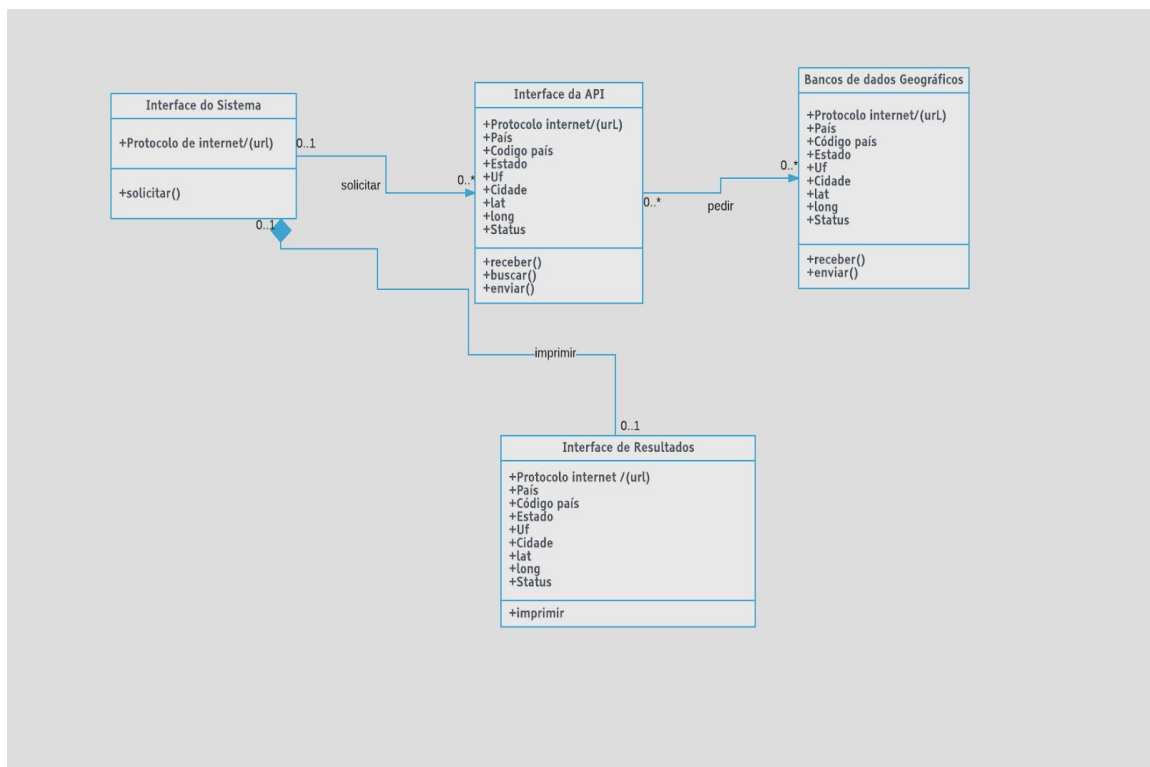 Interface do Sistema
+Protocolo de internet/(url)
+solicitar()
0..1
solicitar
0..*
Interface da API
+Protocolo internet/(urL)
+País
+Codigo país
+Estado
+Uf
+Cidade
+lat
+long
+Status
+receber()
+buscar()
+enviar()
0..*
pedir
0..*
Bancos de dados Geográficos
+Protocolo internet/(urL)
+País
+Código país
+Estado
+Uf
+Cidade
+lat
+long
+Status
+receber()
+enviar()
0..1
imprimir
0..1
Interface de Resultados
+Protocolo internet /(url)
+País
+Código país
+Estado
+Uf
+Cidade
+lat
+long
+Status
+imprimir